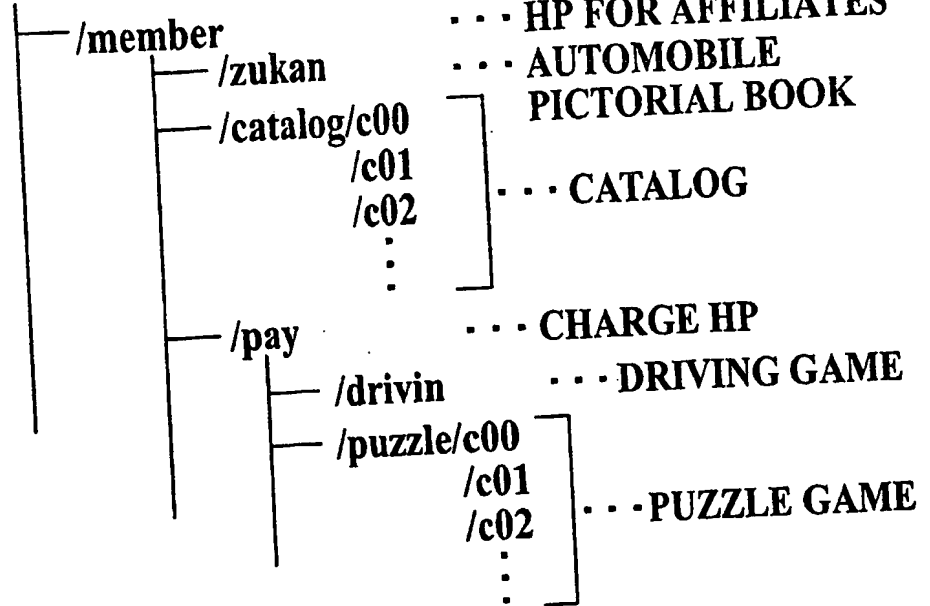 /member ... HP FOR AFFILIATES
/zukan ... AUTOMOBILE
PICTORIAL BOOK
/catalog/c00
/c01
/c02
... CATALOG
/pay ... CHARGE HP
/drivin ... DRIVING GAME
/puzzle/c00
/c01
/c02
... PUZZLE GAME